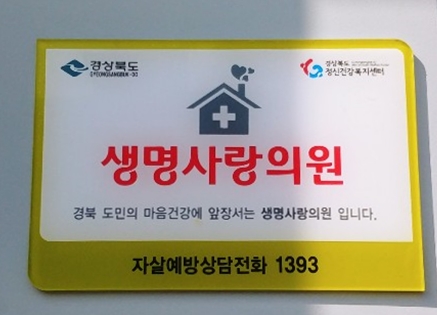 경상북도
GYEONGSANGBUK-DO
경상북도
정신건강복지센터
생명사랑의원
경북 도민의 마음건강에 앞장서는 생명사랑의원 입니다.
자살예방상담전화 1393